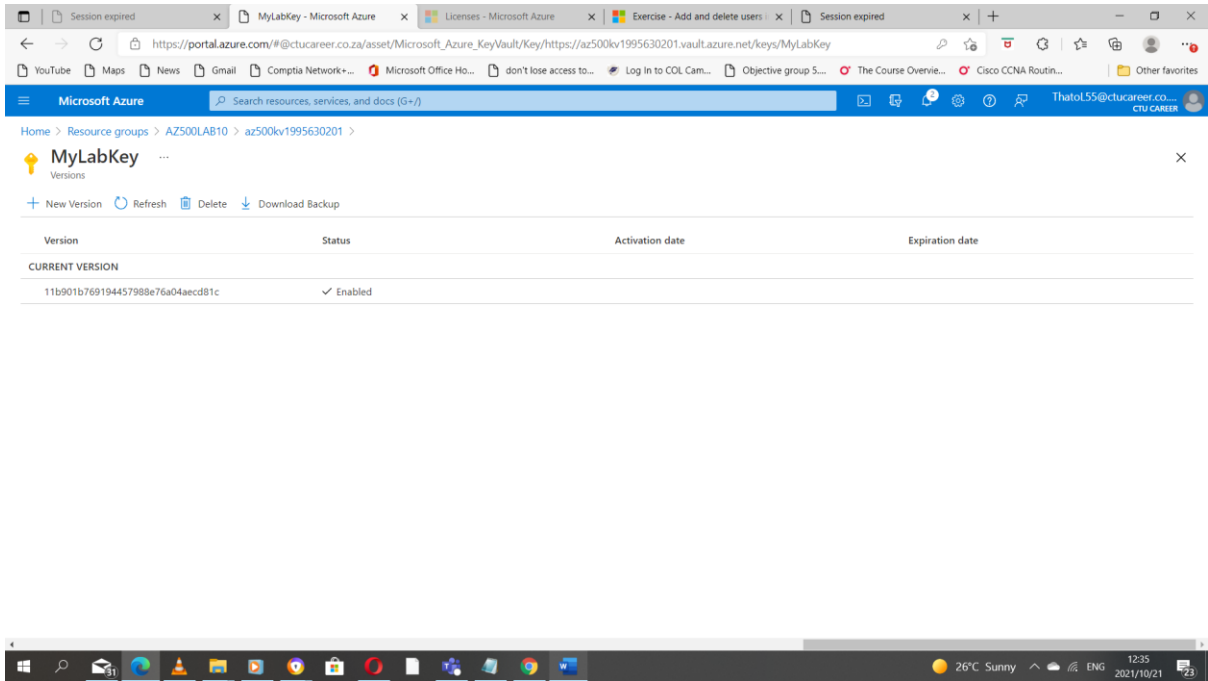 Session expired
MyLabKey - Microsoft Azure
Licenses - Microsoft Azure
Exercise - Add and delete users i
Session expired
https://portal.azure.com/#@ctucareer.co.za/asset/Microsoft_Azure_KeyVault/Key/https://az500kv1995630201.vault.azure.net/keys/MyLabKey
YouTube Maps News Gmail Comptia Network+... Microsoft Office Ho... don't lose access to... Log In to COL Cam... Objective group 5.... The Course Overvie... Cisco CCNA Routin... Other favorites
Microsoft Azure
Search resources, services, and docs (G+/)
2
ThatoL55@ctucareer.co....
CTU CAREER
Home > Resource groups > AZ500LAB10 > az500kv1995630201 >
MyLabKey ...
Versions
New Version Refresh Delete Download Backup
Version Status Activation date Expiration date
CURRENT VERSION
11b901b769194457988e76a04aecd81c Enabled
31
26°C Sunny ENG
12:35
2021/10/21
23